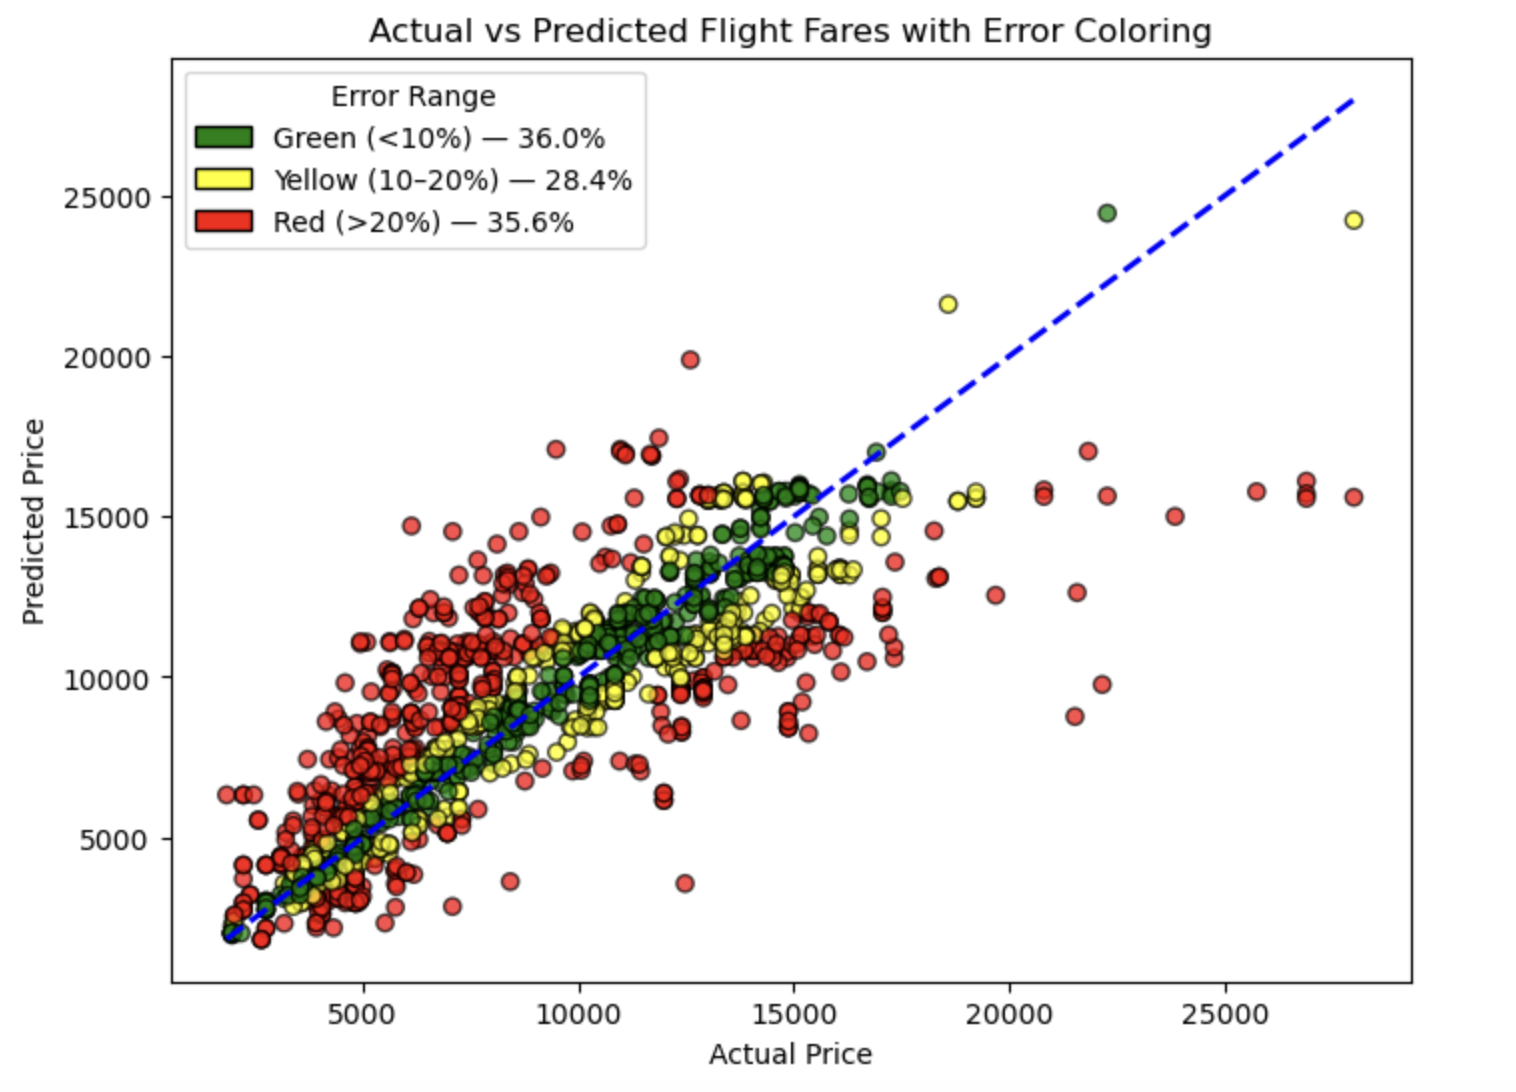 Actual vs Predicted Flight Fares with Error Coloring
Error Range
Green (<10%) — 36.0%
Yellow (10–20%) — 28.4%
Red (>20%) — 35.6%
25000
20000
15000
10000
5000
Predicted Price
5000 10000 15000 20000 25000
Actual Price